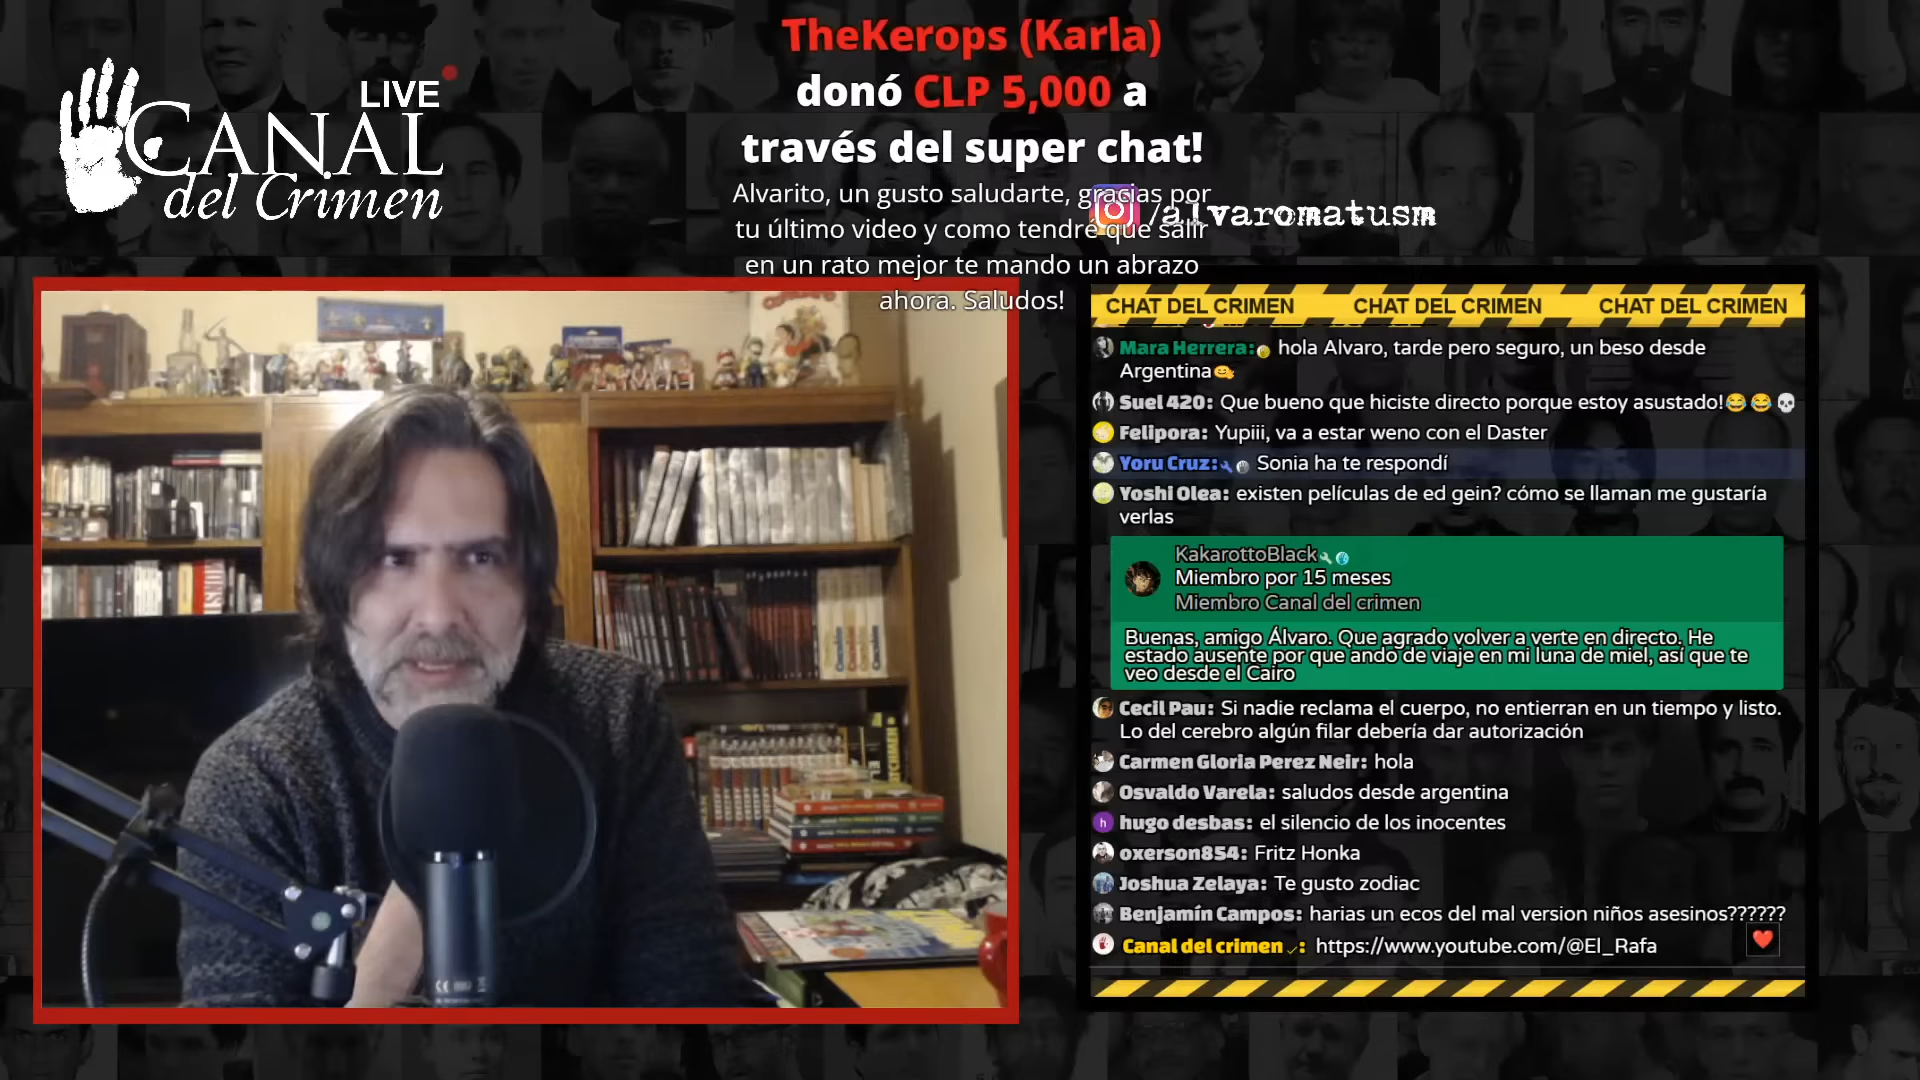 TheKerops (Karla)
donó CLP 5,000 a
través del super chat!
Alvarito, un gusto saludarte, gracias por
tu último video y como tendré que salir
en un rato mejor te mando un abrazo
ahora. Saludos!
LIVE
CANAL
del Crimen
/alvaromatusm
CHAT DEL CRIMEN CHAT DEL CRIMEN CHAT DEL CRIMEN
Mara Herrera: hola Alvaro, tarde pero seguro, un beso desde
Argentina
Suel 420: Que bueno que hiciste directo porque estoy asustado!😂😂💀
Felipora: Yupiii, va a estar weno con el Daster
Yoru Cruz: Sonia ha te respondí
Yoshi Olea: existen películas de ed gein? cómo se llaman me gustaría
verlas
KakarottoBlack
Miembro por 15 meses
Miembro Canal del crimen
Buenas, amigo Álvaro. Que agrado volver a verte en directo. He
estado ausente por que ando de viaje en mi luna de miel, así que te
veo desde el Cairo
Cecil Pau: Si nadie reclama el cuerpo, no entierran en un tiempo y listo.
Lo del cerebro algún filar debería dar autorización
Carmen Gloria Perez Neir: hola
Osvaldo Varela: saludos desde argentina
h hugo desbas: el silencio de los inocentes
oxerson854: Fritz Honka
Joshua Zelaya: Te gusto zodiac
Benjamín Campos: harias un ecos del mal version niños asesinos??????
Canal del crimen ✓: https://www.youtube.com/@El_Rafa